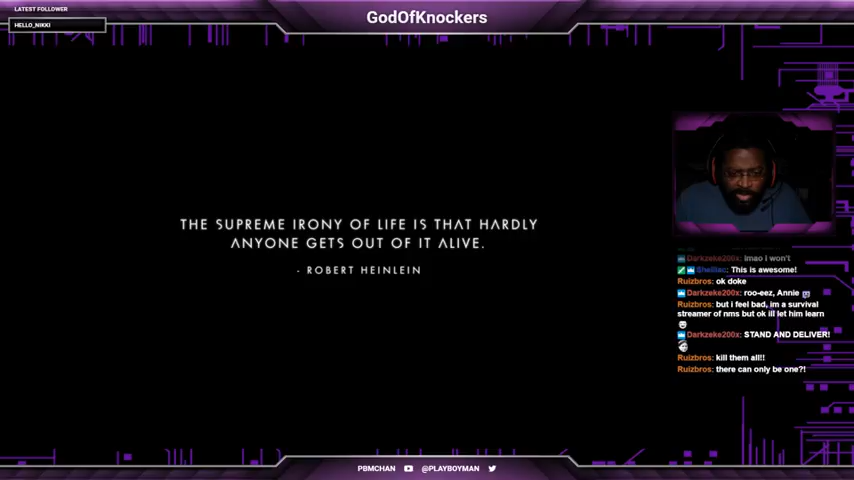 LATEST FOLLOWER
HELLO_NIKKI
GodOfKnockers
THE SUPREME IRONY OF LIFE IS THAT HARDLY
ANYONE GETS OUT OF IT ALIVE.
- ROBERT HEINLEIN
Darkzeke200x: lmao I won't
Shellac: This is awesome!
Ruizbros: ok doke
Darkzeke200x: roo-eez, Annie
Ruizbros: but i feel bad, im a survival
streamer of nms but ok ill let him learn
Darkzeke200x: STAND AND DELIVER!
Ruizbros: kill them all!!
Ruizbros: there can only be one?!
PBMCHAN
@PLAYBOYMAN